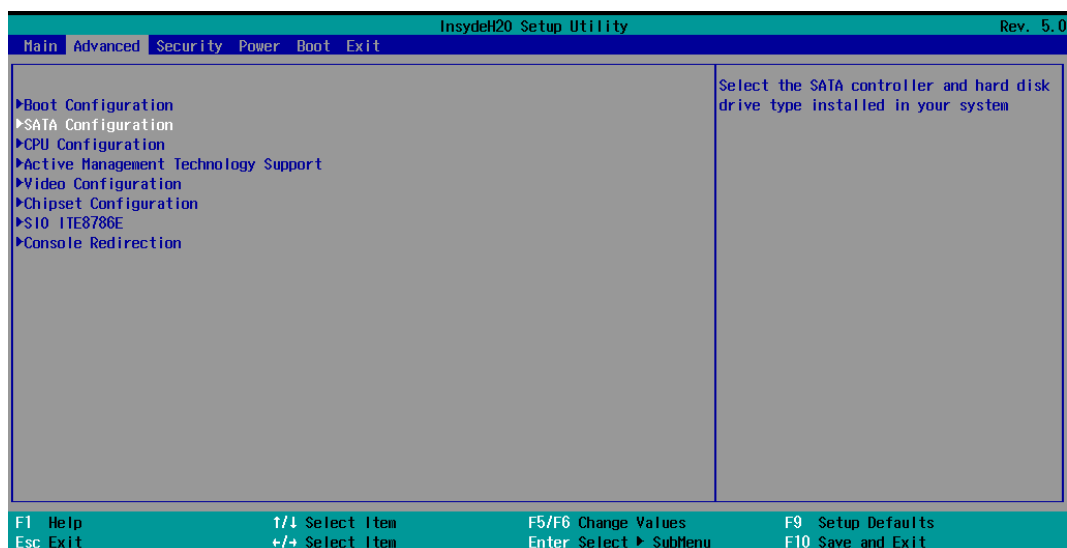 InsydeH20 Setup Utility Rev. 5.0
Main Advanced Security Power Boot Exit
Select the SATA controller and hard disk
drive type installed in your system
▶Boot Configuration
▶SATA Configuration
▶CPU Configuration
▶Active Management Technology Support
▶Video Configuration
▶Chipset Configuration
▶SIO ITE8786E
▶Console Redirection
F1 Help ↑/↓ Select Item F5/F6 Change Values F9 Setup Defaults
Esc Exit ←/→ Select Item Enter Select ▶ SubMenu F10 Save and Exit